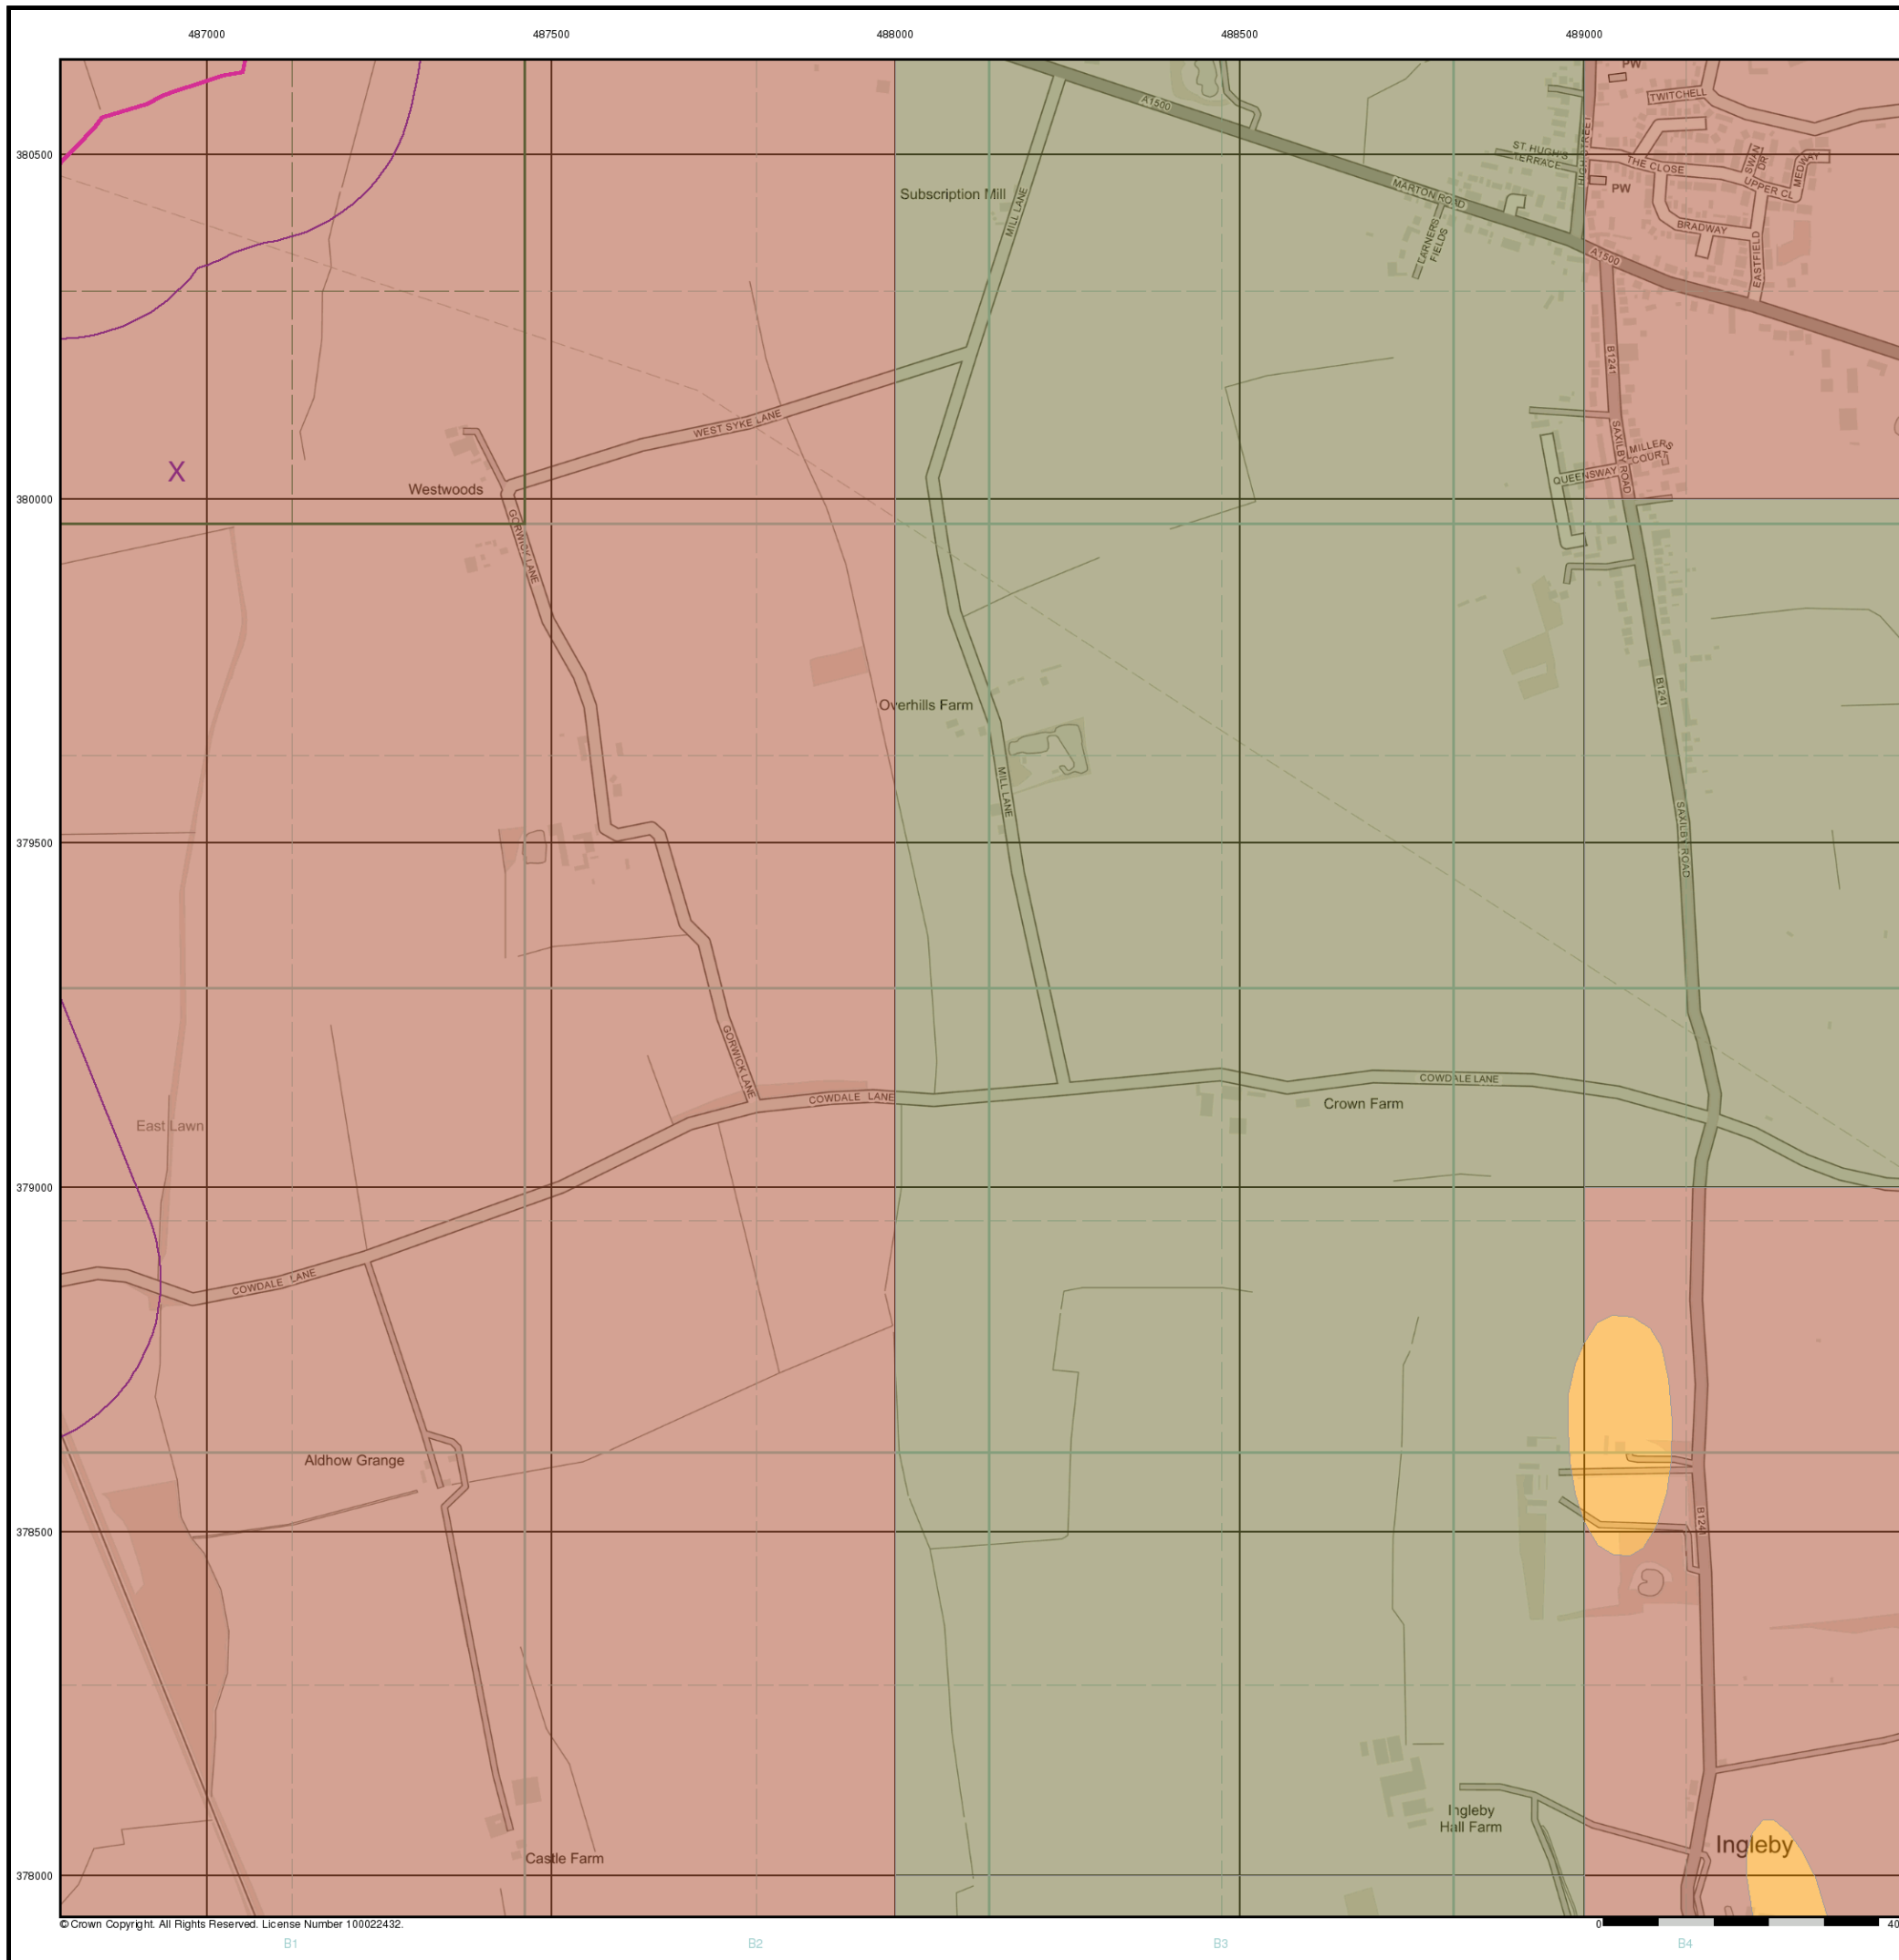 487000 487500 488000 488500 489000
PW
TWITCHELL
A1500
380500
HIGH STREET
ST. HUGH'S
TERRACE
THE CLOSE
SWAN
DR
MEDWAY
UPPER CL
PW
Subscription Mill
MILL LANE
MARTON ROAD
EARNERS
FIELDS
BRADWAY
EASTFIELD
A1500
B1241
WEST SYKE LANE
SAXILBY ROAD
MILLERS
COURT
QUEENSWAY
X
Westwoods
380000
GORWICK LANE
Overhills Farm
B1241
MILL LANE
SAXILBY ROAD
379500
GORWICK LANE
COWDALE LANE
COWDALE LANE
Crown Farm
East Lawn
379000
COWDALE LANE
Aldhow Grange
378500
B1241
Ingleby
Hall Farm
Ingleby
Castle Farm
378000
© Crown Copyright. All Rights Reserved. License Number 100022432.
0 40
B1 B2 B3 B4